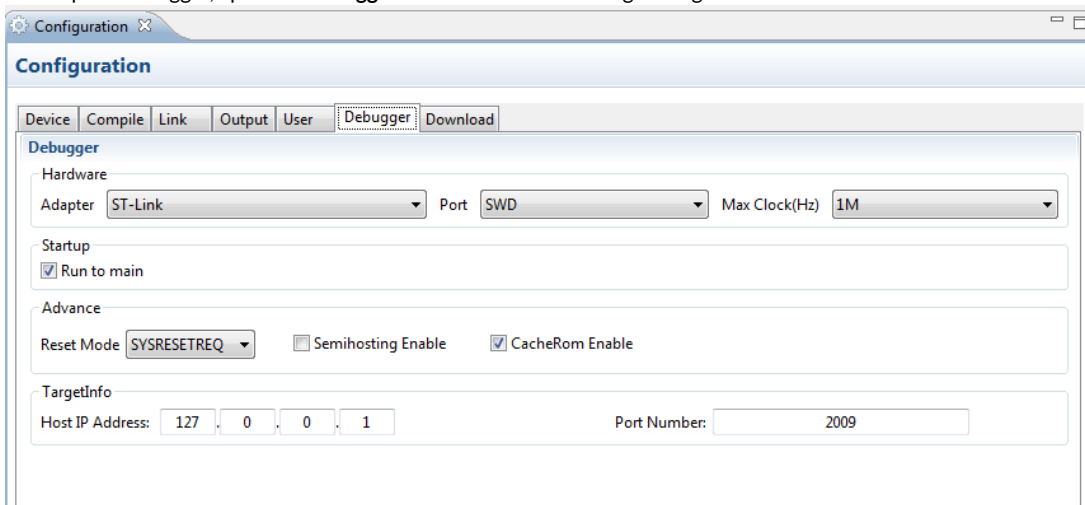 Configuration
Configuration
Device Compile Link Output User Debugger Download
Debugger
Hardware
Adapter ST-Link Port SWD Max Clock(Hz) 1M
Startup
Run to main
Advance
Reset Mode SYSRESETREQ Semihosting Enable CacheRom Enable
TargetInfo
Host IP Address: 127 . 0 . 0 . 1 Port Number: 2009